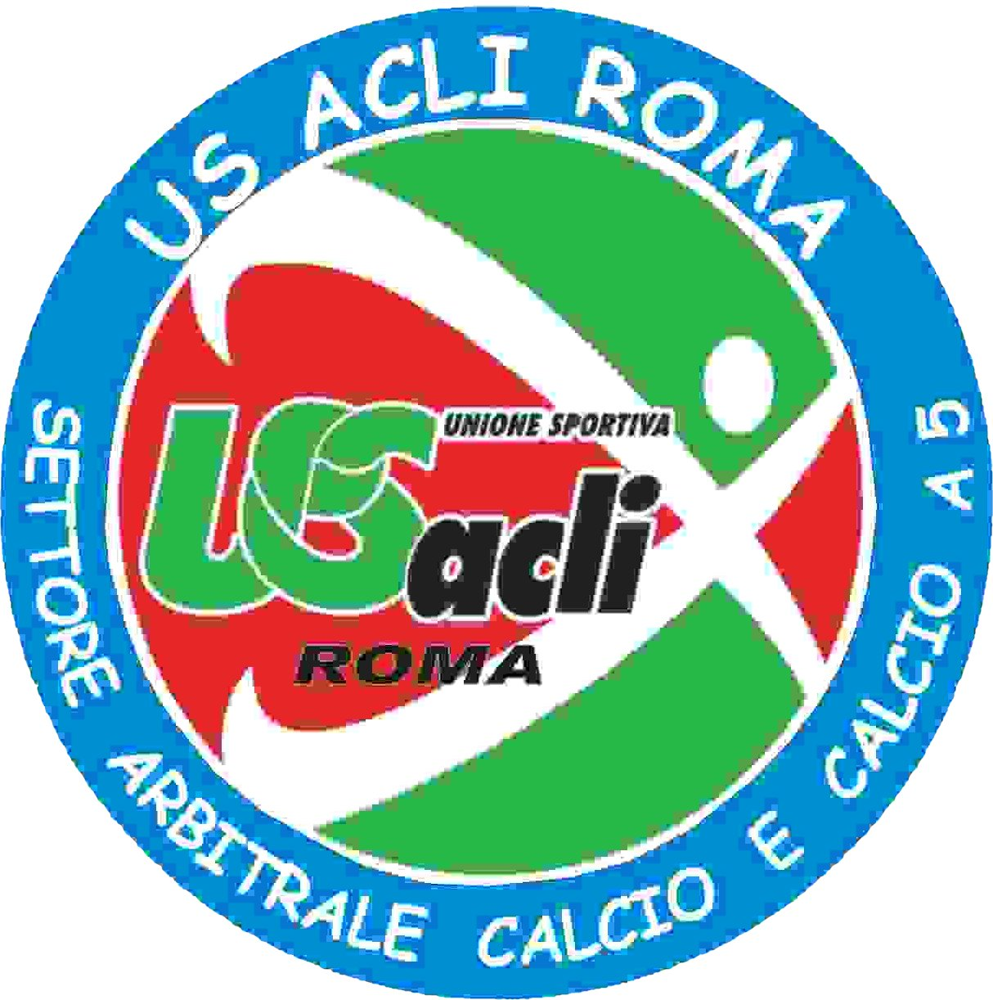 US ACLI ROMA
UNIONE SPORTIVA
US acli
ROMA
SETTORE ARBITRALE CALCIO E CALCIO A 5